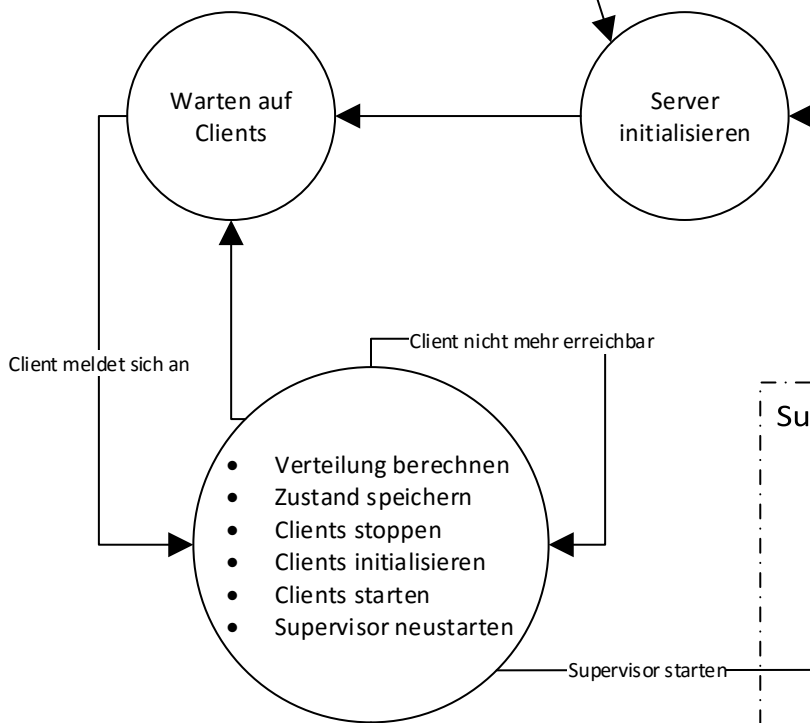 Warten auf
Clients
Server
initialisieren
Client nicht mehr erreichbar
Client meldet sich an
Su
• Verteilung berechnen
• Zustand speichern
• Clients stoppen
• Clients initialisieren
• Clients starten
• Supervisor neustarten
Supervisor starten